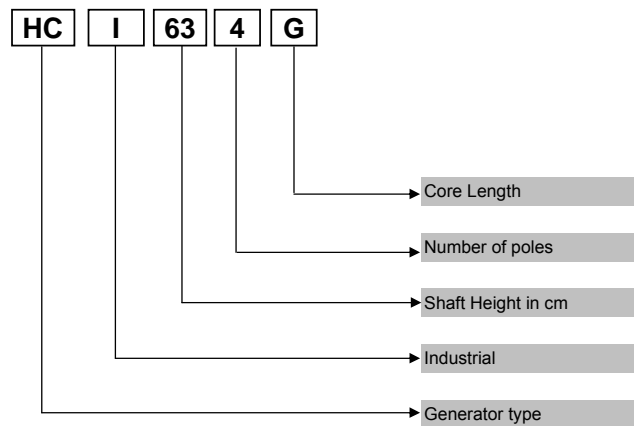 HC I 63 4 G
Core Length
Number of poles
Shaft Height in cm
Industrial
Generator type